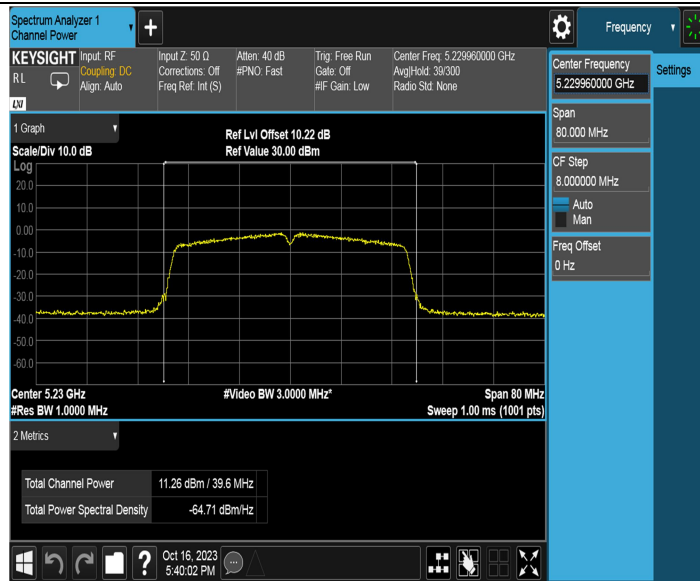 Spectrum Analyzer 1
Channel Power
Frequency
KEYSIGHT
RL
LXI
Input: RF
Coupling: DC
Align: Auto
Input Z: 50 Ω
Corrections: Off
Freq Ref: Int (S)
Atten: 40 dB
#PNO: Fast
Trig: Free Run
Gate: Off
#IF Gain: Low
Center Freq: 5.229960000 GHz
Avg|Hold: 39/300
Radio Std: None
Center Frequency
5.229960000 GHz
Settings
Span
80.000 MHz
CF Step
8.000000 MHz
Auto
Man
Freq Offset
0 Hz
1 Graph
Scale/Div 10.0 dB
Ref Lvl Offset 10.22 dB
Ref Value 30.00 dBm
Log
20.0
10.0
0.00
-10.0
-20.0
-30.0
-40.0
-50.0
-60.0
Center 5.23 GHz
#Res BW 1.0000 MHz
#Video BW 3.0000 MHz*
Span 80 MHz
Sweep 1.00 ms (1001 pts)
2 Metrics
Total Channel Power 11.26 dBm / 39.6 MHz
Total Power Spectral Density -64.71 dBm/Hz
?
Oct 16, 2023
5:40:02 PM